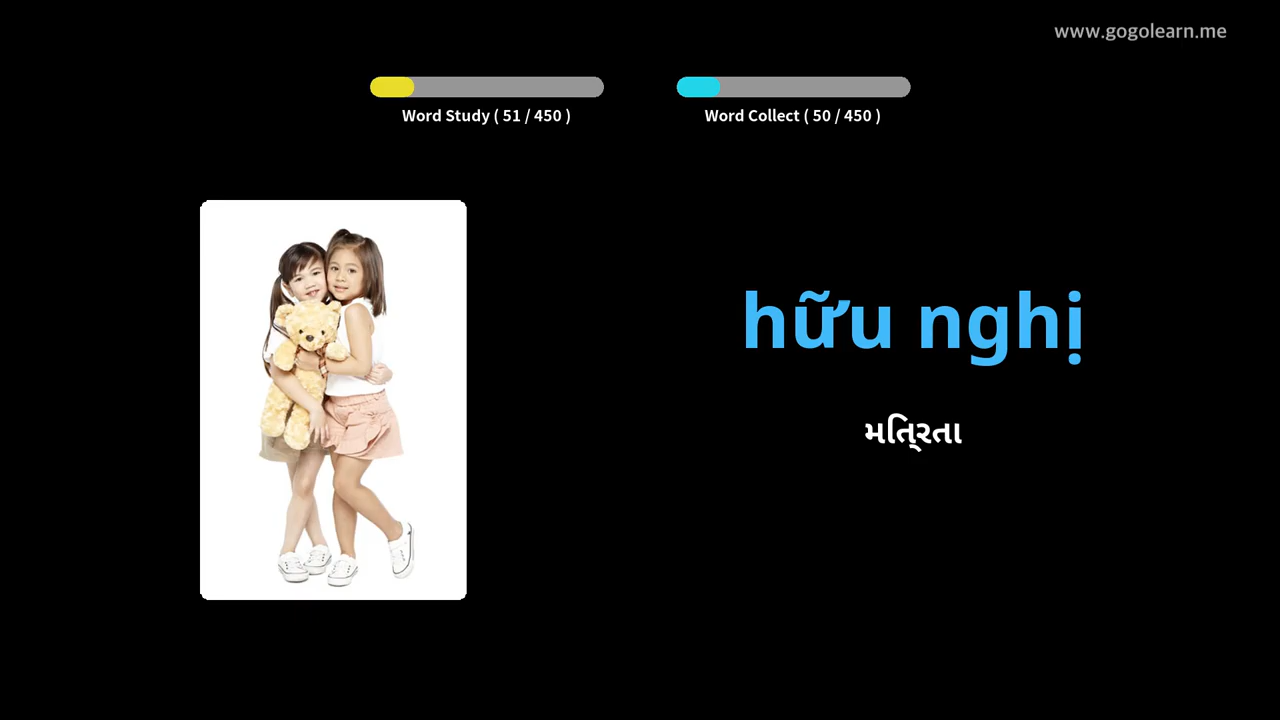 www.gogolearn.me
Word Study ( 51 / 450 )
Word Collect ( 50 / 450 )
hữu nghị
મિત્રતા